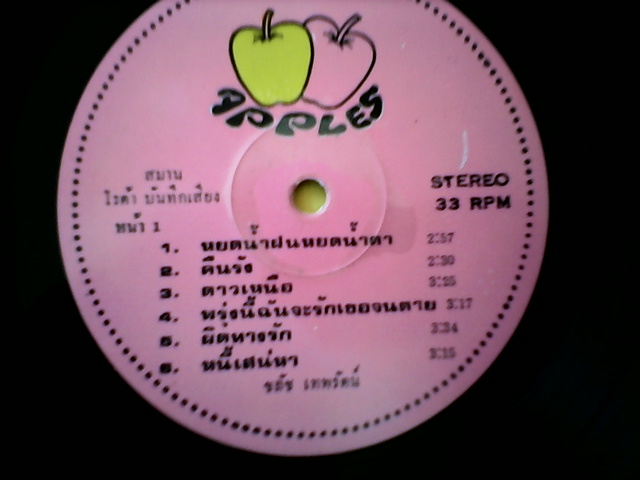 APPLES
สมาน
ไรต้า บันทึกเสียง
STEREO
33 RPM
หน้า 1
1. หยดน้ำฝนหยดน้ำตา 2:57
2. คืนรัง 2:30
3. ดาวเหนือ 3:25
4. พรุ่งนี้ฉันจะรักเธอจนตาย 3:17
5. ผิดทางรัก 3:34
6. หนี้เสน่หา 3:15
ชลัช เทพรัตน์